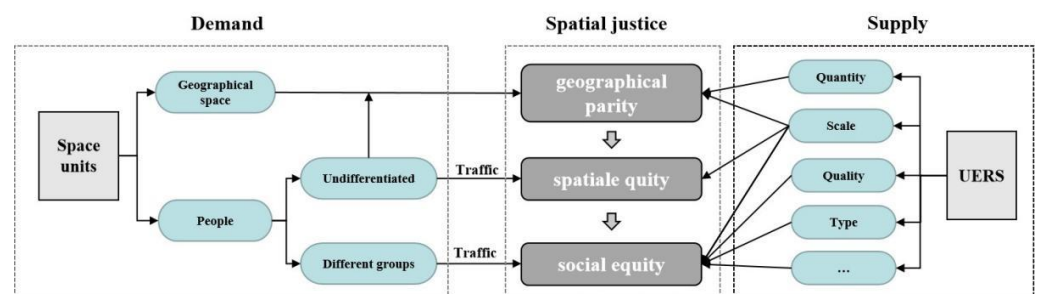 Demand
Spatial justice
Supply
Geographical
space
geographical
parity
Quantity
Scale
Space
units
Undifferentiated
Traffic
spatiale quity
Quality
UERS
People
Type
Different groups
Traffic
social equity
...